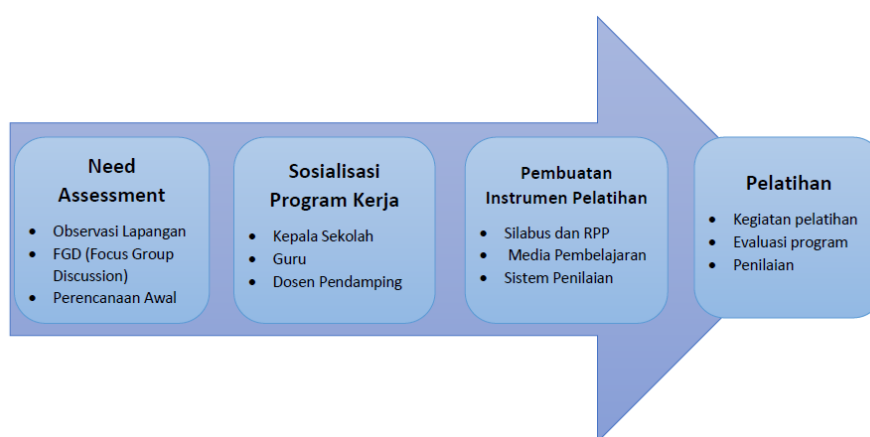 Need
Assessment
• Observasi Lapangan
• FGD (Focus Group
Discussion)
• Perencanaan Awal
Sosialisasi
Program Kerja
• Kepala Sekolah
• Guru
• Dosen Pendamping
Pembuatan
Instrumen Pelatihan
• Silabus dan RPP
• Media Pembelajaran
• Sistem Penilaian
Pelatihan
• Kegiatan pelatihan
• Evaluasi program
• Penilaian